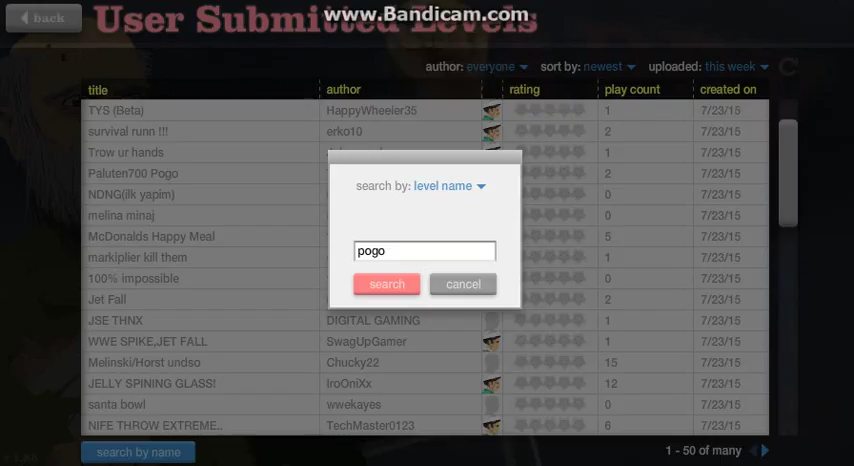 www.Bandicam.com
back
User Submitted Levels
author: everyone sort by: newest uploaded: this week
title author rating play count created on
TYS (Beta) HappyWheeler35 1 7/23/15
survival runn !!! erko10 2 7/23/15
Trow ur hands 1 7/23/15
Paluten700 Pogo 2 7/23/15
NDNG(ilk yapim) 0 7/23/15
melina minaj 0 7/23/15
McDonalds Happy Meal 5 7/23/15
markiplier kill them 1 7/23/15
100% impossible 0 7/23/15
Jet Fall 2 7/23/15
JSE THNX DIGITAL GAMING 1 7/23/15
WWE SPIKE,JET FALL SwagUpGamer 1 7/23/15
Melinski/Horst undso Chucky22 15 7/23/15
JELLY SPINING GLASS! IroOniXx 12 7/23/15
santa bowl wwekayes 0 7/23/15
NIFE THROW EXTREME.. TechMaster0123 6 7/23/15
search by: level name
pogo
search cancel
search by name
1 - 50 of many